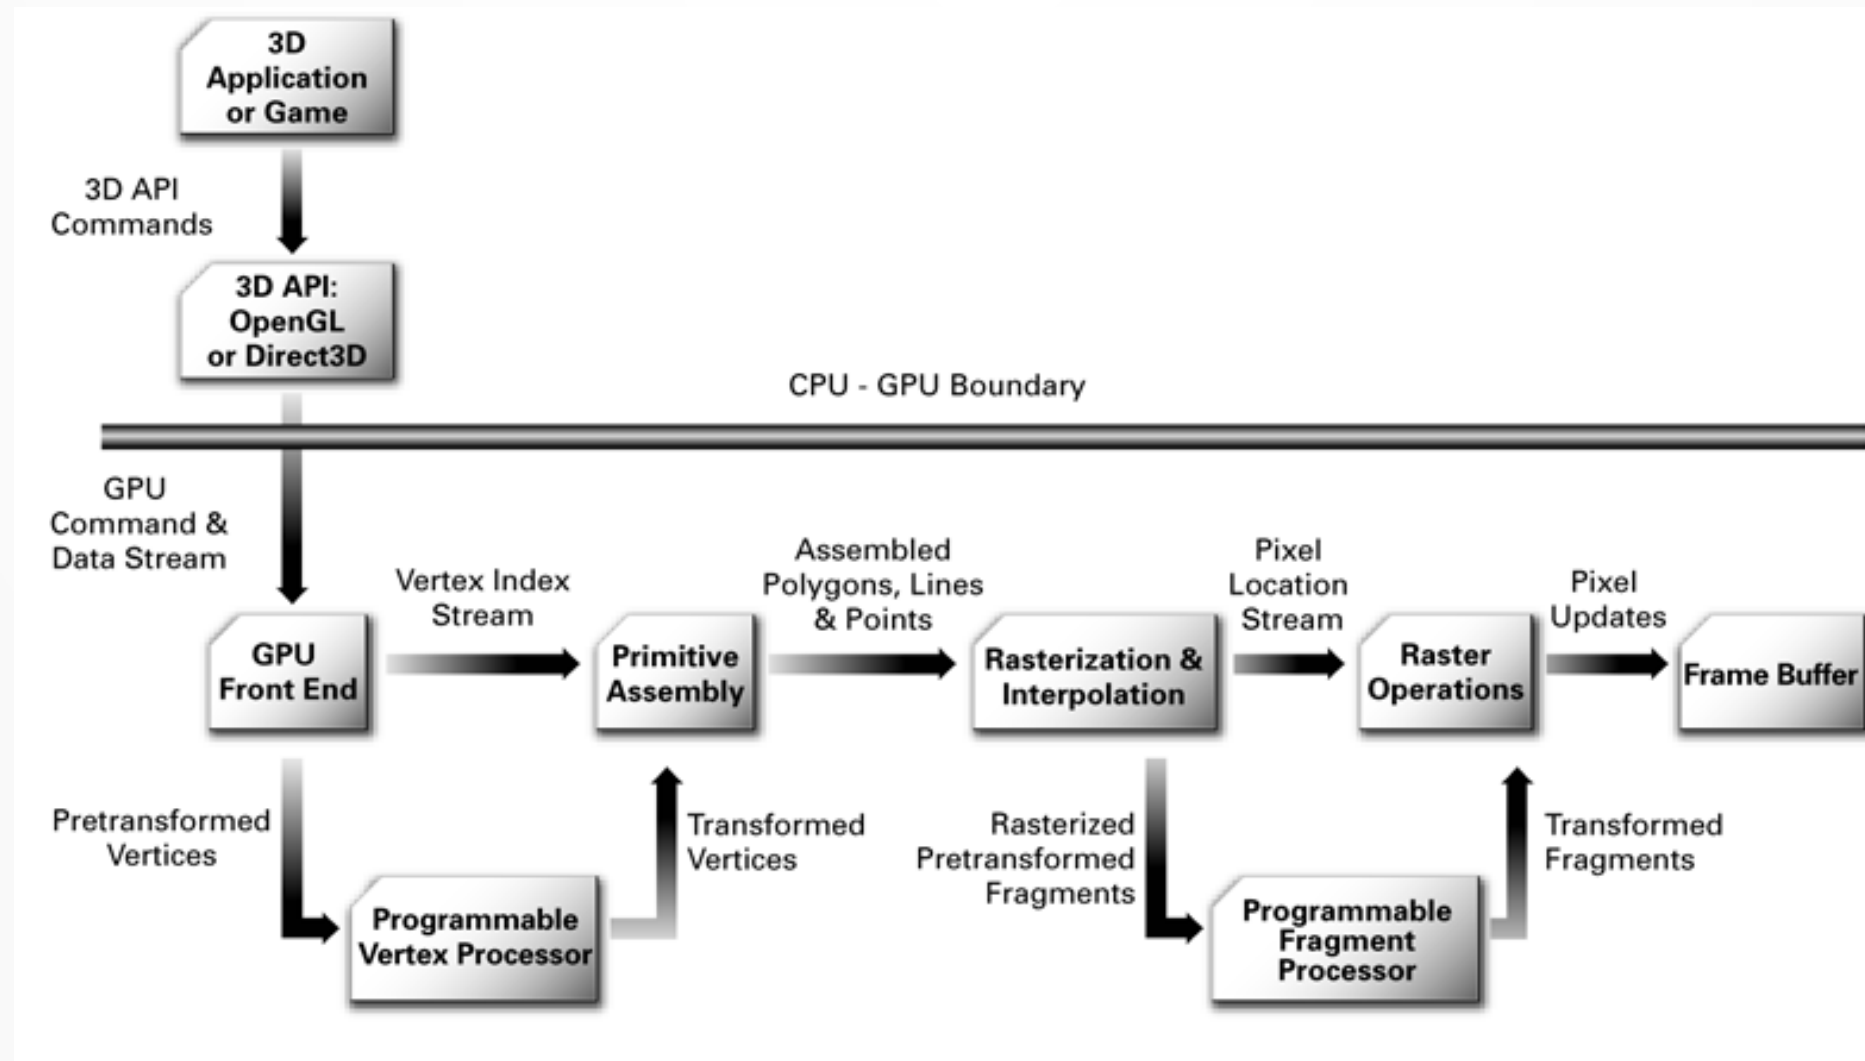 3D
Application
or Game
3D API
Commands
3D API:
OpenGL
or Direct3D
CPU - GPU Boundary
GPU
Command &
Data Stream
Vertex Index
Stream
Assembled
Polygons, Lines
& Points
Pixel
Location
Stream
Pixel
Updates
GPU
Front End
Primitive
Assembly
Rasterization &
Interpolation
Raster
Operations
Frame Buffer
Pretransformed
Vertices
Transformed
Vertices
Rasterized
Pretransformed
Fragments
Transformed
Fragments
Programmable
Vertex Processor
Programmable
Fragment
Processor